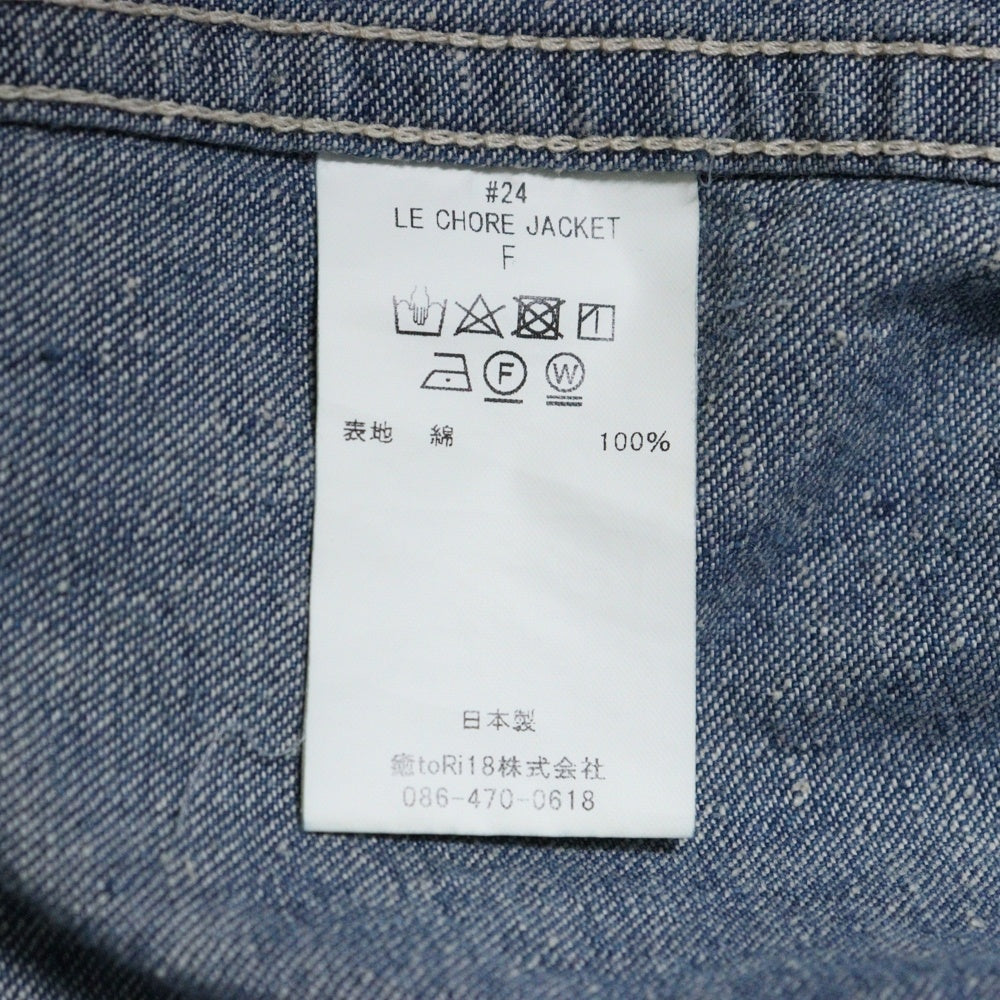 #24
LE CHORE JACKET
F
F W
表地 綿 100%
日本製
癒toRi18株式会社
086-470-0618